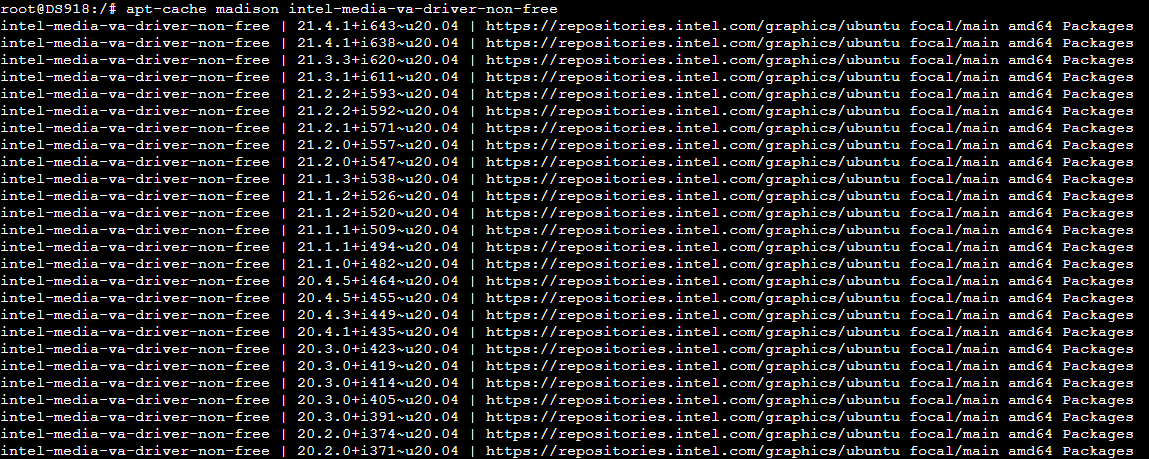 root@DS918:/# apt-cache madison intel-media-va-driver-non-free
intel-media-va-driver-non-free | 21.4.1+i643~u20.04 | https://repositories.intel.com/graphics/ubuntu focal/main amd64 Packages
intel-media-va-driver-non-free | 21.4.1+i638~u20.04 | https://repositories.intel.com/graphics/ubuntu focal/main amd64 Packages
intel-media-va-driver-non-free | 21.3.3+i620~u20.04 | https://repositories.intel.com/graphics/ubuntu focal/main amd64 Packages
intel-media-va-driver-non-free | 21.3.1+i611~u20.04 | https://repositories.intel.com/graphics/ubuntu focal/main amd64 Packages
intel-media-va-driver-non-free | 21.2.2+i593~u20.04 | https://repositories.intel.com/graphics/ubuntu focal/main amd64 Packages
intel-media-va-driver-non-free | 21.2.2+i592~u20.04 | https://repositories.intel.com/graphics/ubuntu focal/main amd64 Packages
intel-media-va-driver-non-free | 21.2.1+i571~u20.04 | https://repositories.intel.com/graphics/ubuntu focal/main amd64 Packages
intel-media-va-driver-non-free | 21.2.0+i557~u20.04 | https://repositories.intel.com/graphics/ubuntu focal/main amd64 Packages
intel-media-va-driver-non-free | 21.2.0+i547~u20.04 | https://repositories.intel.com/graphics/ubuntu focal/main amd64 Packages
intel-media-va-driver-non-free | 21.1.3+i538~u20.04 | https://repositories.intel.com/graphics/ubuntu focal/main amd64 Packages
intel-media-va-driver-non-free | 21.1.2+i526~u20.04 | https://repositories.intel.com/graphics/ubuntu focal/main amd64 Packages
intel-media-va-driver-non-free | 21.1.2+i520~u20.04 | https://repositories.intel.com/graphics/ubuntu focal/main amd64 Packages
intel-media-va-driver-non-free | 21.1.1+i509~u20.04 | https://repositories.intel.com/graphics/ubuntu focal/main amd64 Packages
intel-media-va-driver-non-free | 21.1.1+i494~u20.04 | https://repositories.intel.com/graphics/ubuntu focal/main amd64 Packages
intel-media-va-driver-non-free | 21.1.0+i482~u20.04 | https://repositories.intel.com/graphics/ubuntu focal/main amd64 Packages
intel-media-va-driver-non-free | 20.4.5+i464~u20.04 | https://repositories.intel.com/graphics/ubuntu focal/main amd64 Packages
intel-media-va-driver-non-free | 20.4.5+i455~u20.04 | https://repositories.intel.com/graphics/ubuntu focal/main amd64 Packages
intel-media-va-driver-non-free | 20.4.3+i449~u20.04 | https://repositories.intel.com/graphics/ubuntu focal/main amd64 Packages
intel-media-va-driver-non-free | 20.4.1+i435~u20.04 | https://repositories.intel.com/graphics/ubuntu focal/main amd64 Packages
intel-media-va-driver-non-free | 20.3.0+i423~u20.04 | https://repositories.intel.com/graphics/ubuntu focal/main amd64 Packages
intel-media-va-driver-non-free | 20.3.0+i419~u20.04 | https://repositories.intel.com/graphics/ubuntu focal/main amd64 Packages
intel-media-va-driver-non-free | 20.3.0+i414~u20.04 | https://repositories.intel.com/graphics/ubuntu focal/main amd64 Packages
intel-media-va-driver-non-free | 20.3.0+i405~u20.04 | https://repositories.intel.com/graphics/ubuntu focal/main amd64 Packages
intel-media-va-driver-non-free | 20.3.0+i391~u20.04 | https://repositories.intel.com/graphics/ubuntu focal/main amd64 Packages
intel-media-va-driver-non-free | 20.2.0+i374~u20.04 | https://repositories.intel.com/graphics/ubuntu focal/main amd64 Packages
intel-media-va-driver-non-free | 20.2.0+i371~u20.04 | https://repositories.intel.com/graphics/ubuntu focal/main amd64 Packages